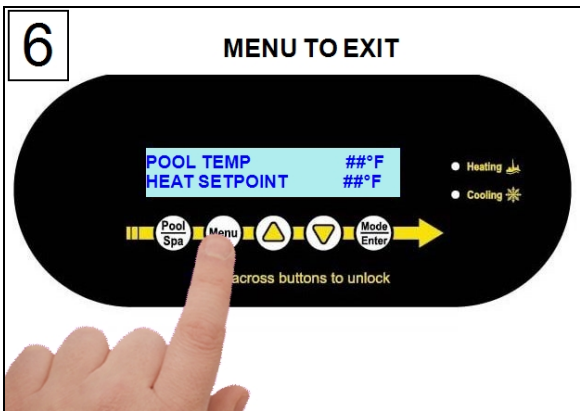 6
MENU TO EXIT
POOL TEMP ##°F
HEAT SETPOINT ##°F
Heating
Cooling
Pool Spa Menu Mode Enter
across buttons to unlock